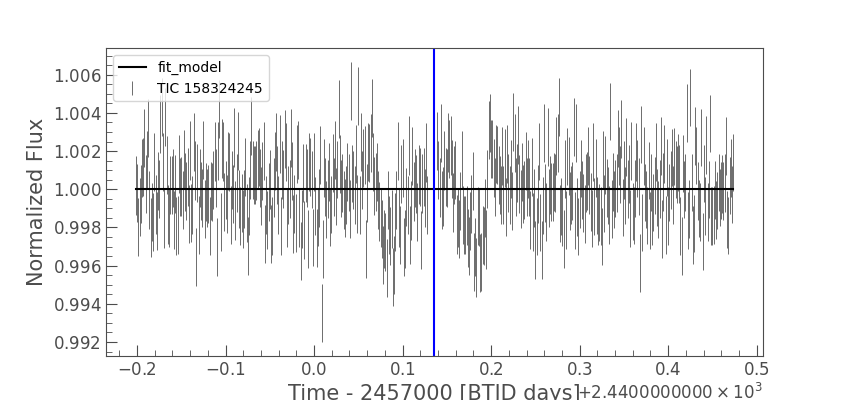 fit_model
TIC 158324245
Normalized Flux
1.006
1.004
1.002
1.000
0.998
0.996
0.994
0.992
−0.2 −0.1 0.0 0.1 0.2 0.3 0.4 0.5
Time - 2457000 [BTJD days] +2.4400000000 × 10³